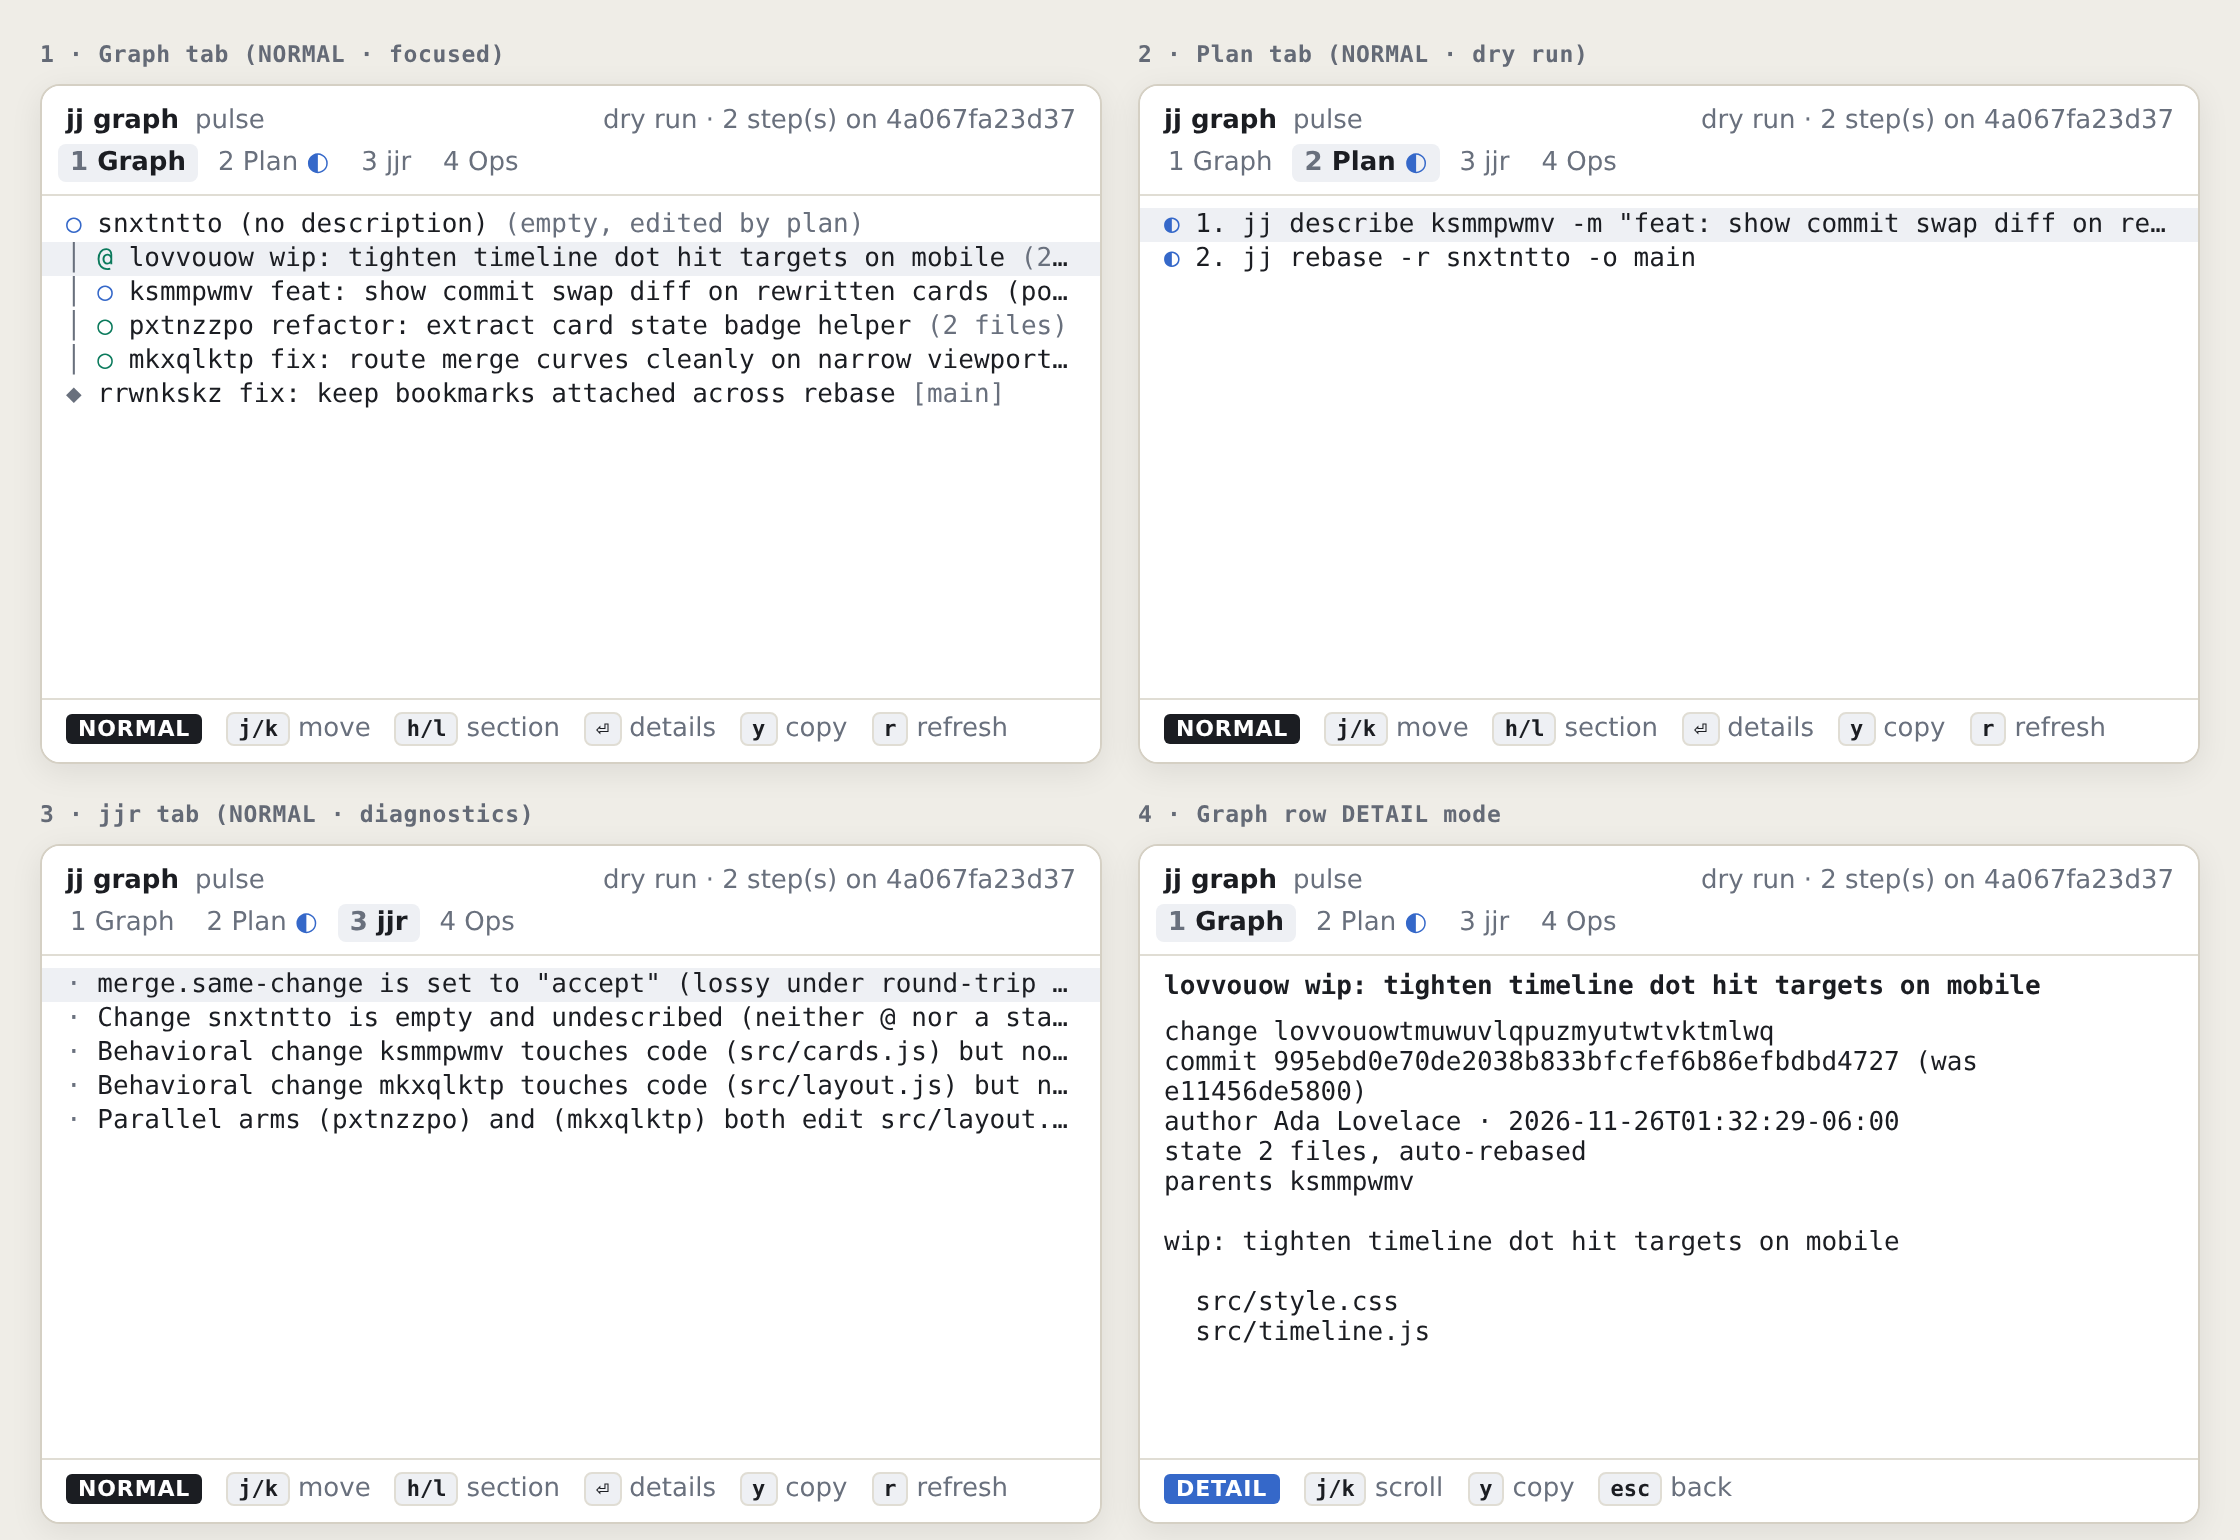 1 · Graph tab (NORMAL · focused)
jj graph pulse dry run · 2 step(s) on 4a067fa23d37
1 Graph 2 Plan ◐ 3 jjr 4 Ops
○ snxtntto (no description) (empty, edited by plan)
│ @ lovvouow wip: tighten timeline dot hit targets on mobile (2…
│ ○ ksmmpwmv feat: show commit swap diff on rewritten cards (po…
│ ○ pxtnzzpo refactor: extract card state badge helper (2 files)
│ ○ mkxqlktp fix: route merge curves cleanly on narrow viewport…
◆ rrwnkskz fix: keep bookmarks attached across rebase [main]
NORMAL j/k move h/l section ⏎ details y copy r refresh
2 · Plan tab (NORMAL · dry run)
jj graph pulse dry run · 2 step(s) on 4a067fa23d37
1 Graph 2 Plan ◐ 3 jjr 4 Ops
◐ 1. jj describe ksmmpwmv -m "feat: show commit swap diff on re…
◐ 2. jj rebase -r snxtntto -o main
NORMAL j/k move h/l section ⏎ details y copy r refresh
3 · jjr tab (NORMAL · diagnostics)
jj graph pulse dry run · 2 step(s) on 4a067fa23d37
1 Graph 2 Plan ◐ 3 jjr 4 Ops
· merge.same-change is set to "accept" (lossy under round-trip …
· Change snxtntto is empty and undescribed (neither @ nor a sta…
· Behavioral change ksmmpwmv touches code (src/cards.js) but no…
· Behavioral change mkxqlktp touches code (src/layout.js) but n…
· Parallel arms (pxtnzzpo) and (mkxqlktp) both edit src/layout.…
NORMAL j/k move h/l section ⏎ details y copy r refresh
4 · Graph row DETAIL mode
jj graph pulse dry run · 2 step(s) on 4a067fa23d37
1 Graph 2 Plan ◐ 3 jjr 4 Ops
lovvouow wip: tighten timeline dot hit targets on mobile
change lovvouowtmuwuvlqpuzmyutwtvktmlwq
commit 995ebd0e70de2038b833bfcfef6b86efbdbd4727 (was
e11456de5800)
author Ada Lovelace · 2026-11-26T01:32:29-06:00
state 2 files, auto-rebased
parents ksmmpwmv
wip: tighten timeline dot hit targets on mobile
src/style.css
src/timeline.js
DETAIL j/k scroll y copy esc back